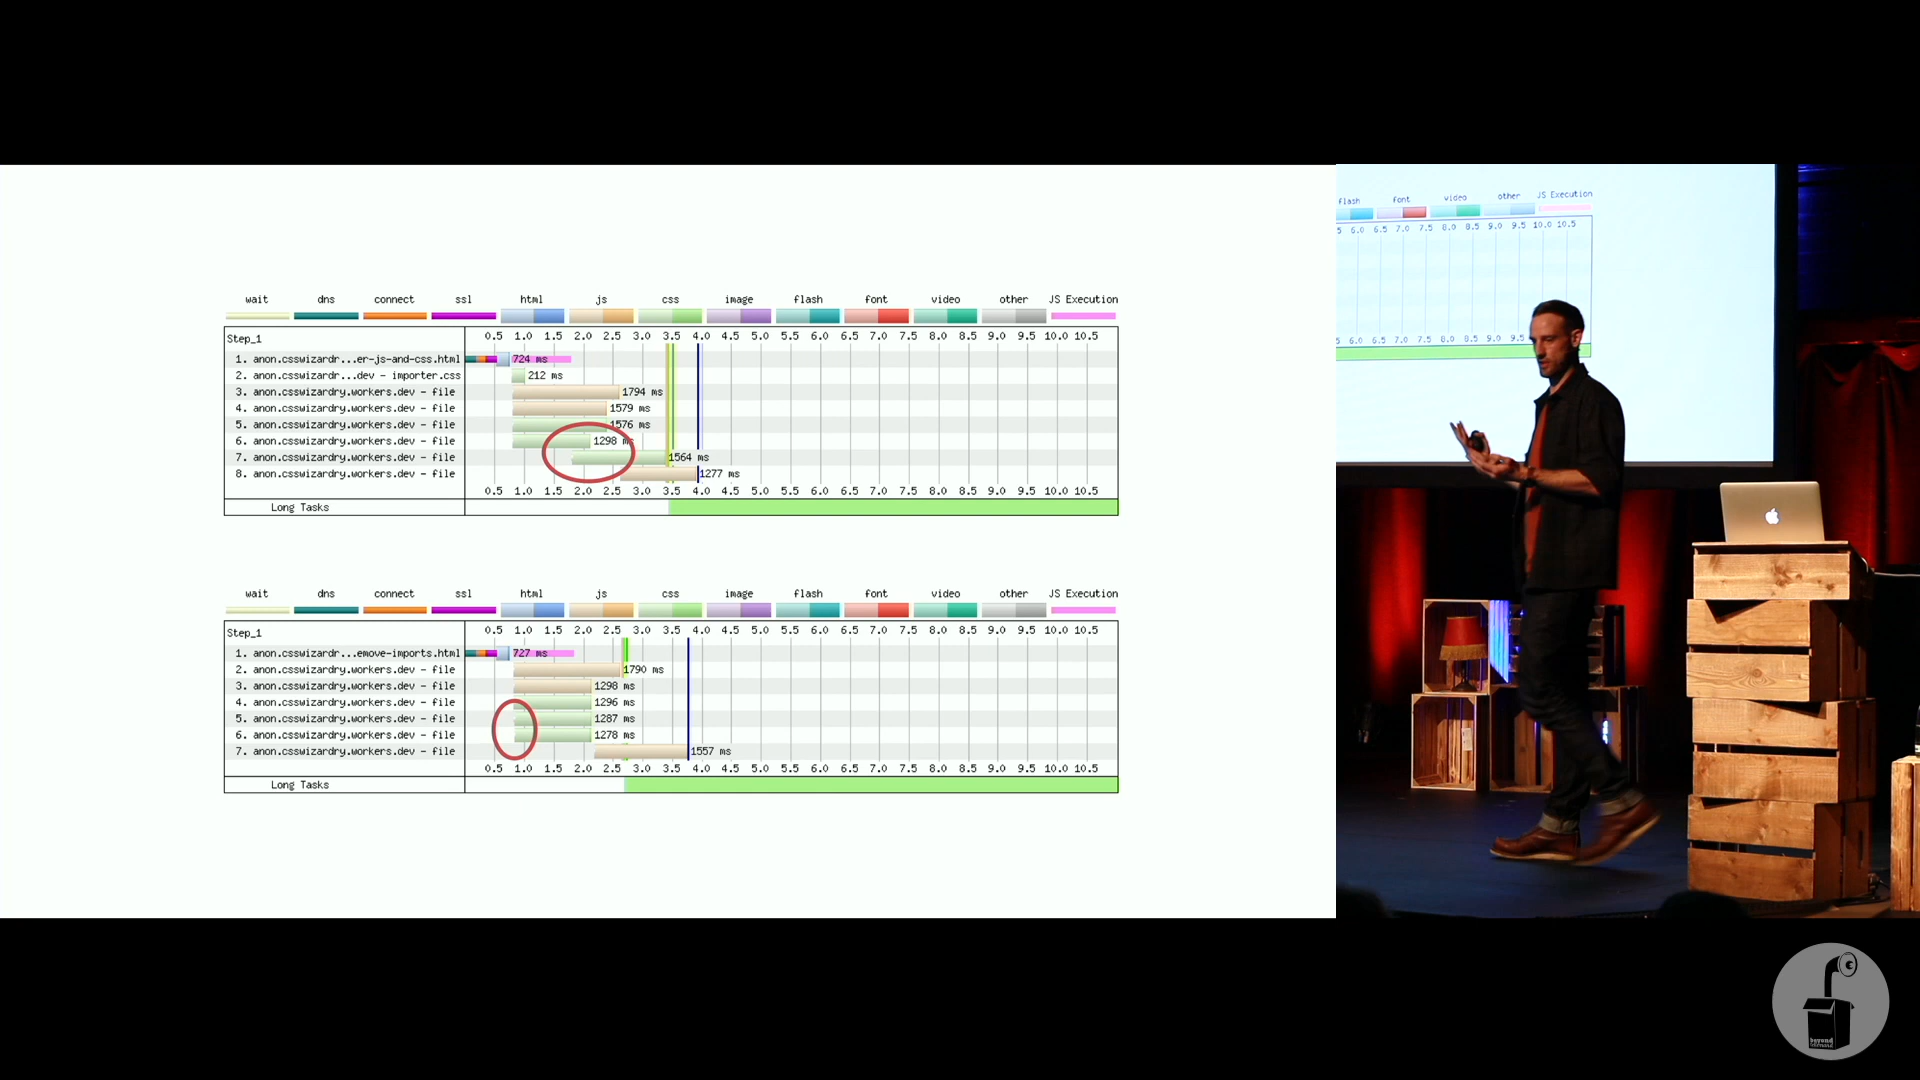 wait dns connect ssl html js css image flash font video other JS Execution
Step_1 0.5 1.0 1.5 2.0 2.5 3.0 3.5 4.0 4.5 5.0 5.5 6.0 6.5 7.0 7.5 8.0 8.5 9.0 9.5 10.0 10.5
1. anon.csswizardr...er-js-and-css.html 724 ms
2. anon.csswizardr...dev - importer.css 212 ms
3. anon.csswizardry.workers.dev - file 1794 ms
4. anon.csswizardry.workers.dev - file 1579 ms
5. anon.csswizardry.workers.dev - file 1576 ms
6. anon.csswizardry.workers.dev - file 1298 ms
7. anon.csswizardry.workers.dev - file 1564 ms
8. anon.csswizardry.workers.dev - file 1277 ms
0.5 1.0 1.5 2.0 2.5 3.0 3.5 4.0 4.5 5.0 5.5 6.0 6.5 7.0 7.5 8.0 8.5 9.0 9.5 10.0 10.5
Long Tasks
wait dns connect ssl html js css image flash font video other JS Execution
Step_1 0.5 1.0 1.5 2.0 2.5 3.0 3.5 4.0 4.5 5.0 5.5 6.0 6.5 7.0 7.5 8.0 8.5 9.0 9.5 10.0 10.5
1. anon.csswizardr...emove-imports.html 727 ms
2. anon.csswizardry.workers.dev - file 1790 ms
3. anon.csswizardry.workers.dev - file 1298 ms
4. anon.csswizardry.workers.dev - file 1296 ms
5. anon.csswizardry.workers.dev - file 1287 ms
6. anon.csswizardry.workers.dev - file 1278 ms
7. anon.csswizardry.workers.dev - file 1557 ms
0.5 1.0 1.5 2.0 2.5 3.0 3.5 4.0 4.5 5.0 5.5 6.0 6.5 7.0 7.5 8.0 8.5 9.0 9.5 10.0 10.5
Long Tasks
flash font video other JS Execution
5 6.0 6.5 7.0 7.5 8.0 8.5 9.0 9.5 10.0 10.5
5 6.0 6.5 7.0 7.5 8.0 8.5 9.0 9.5 10.0 10.5
beyond
tellerrand